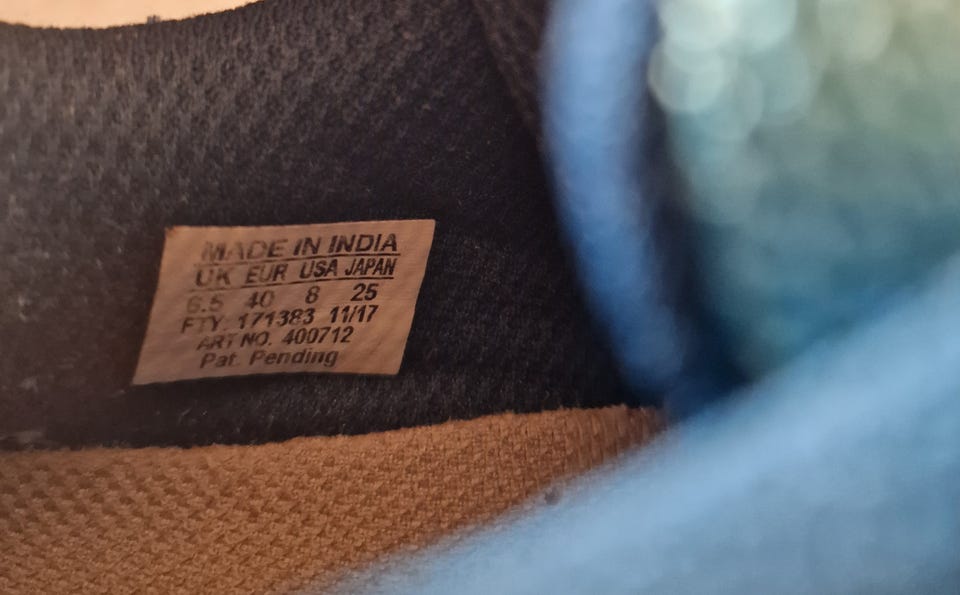 MADE IN INDIA
UK EUR USA JAPAN
6.5 40 8 25
FTY. 171383 11/17
ART NO. 400712
Pat. Pending